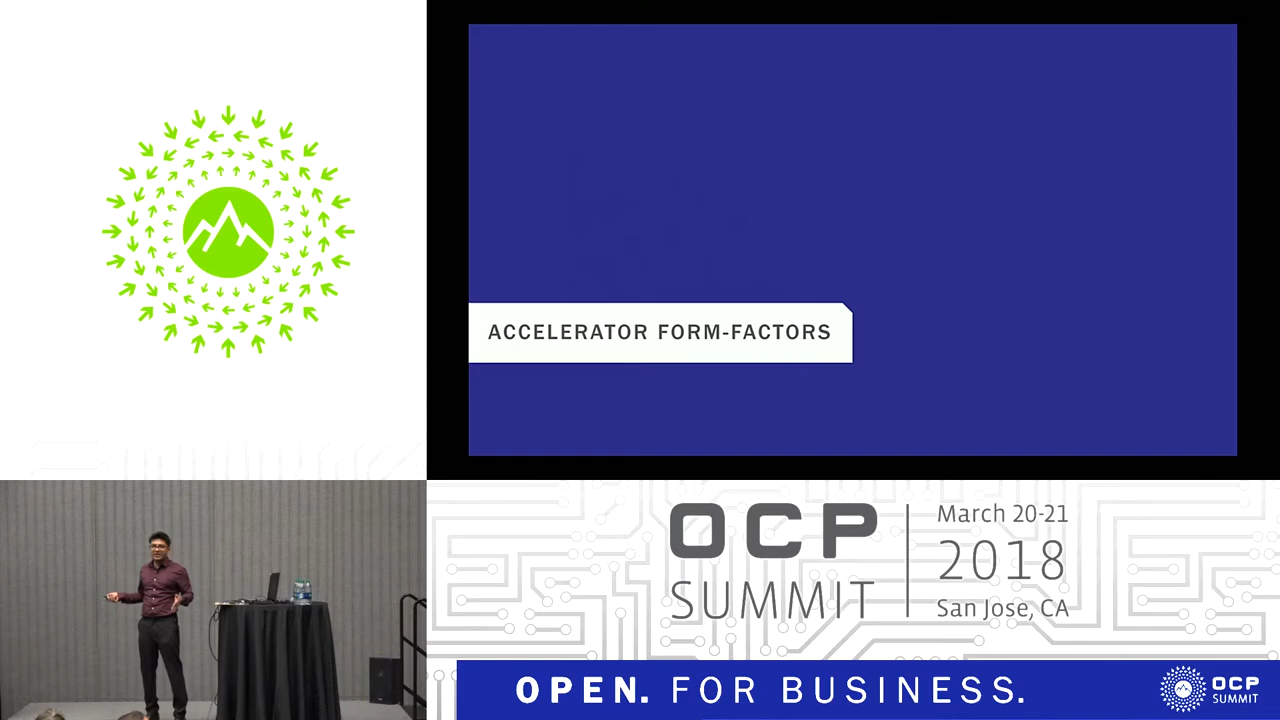 ACCELERATOR FORM-FACTORS
OCP
SUMMIT
March 20-21
2018
San Jose, CA
OPEN. FOR BUSINESS.
OCP
SUMMIT